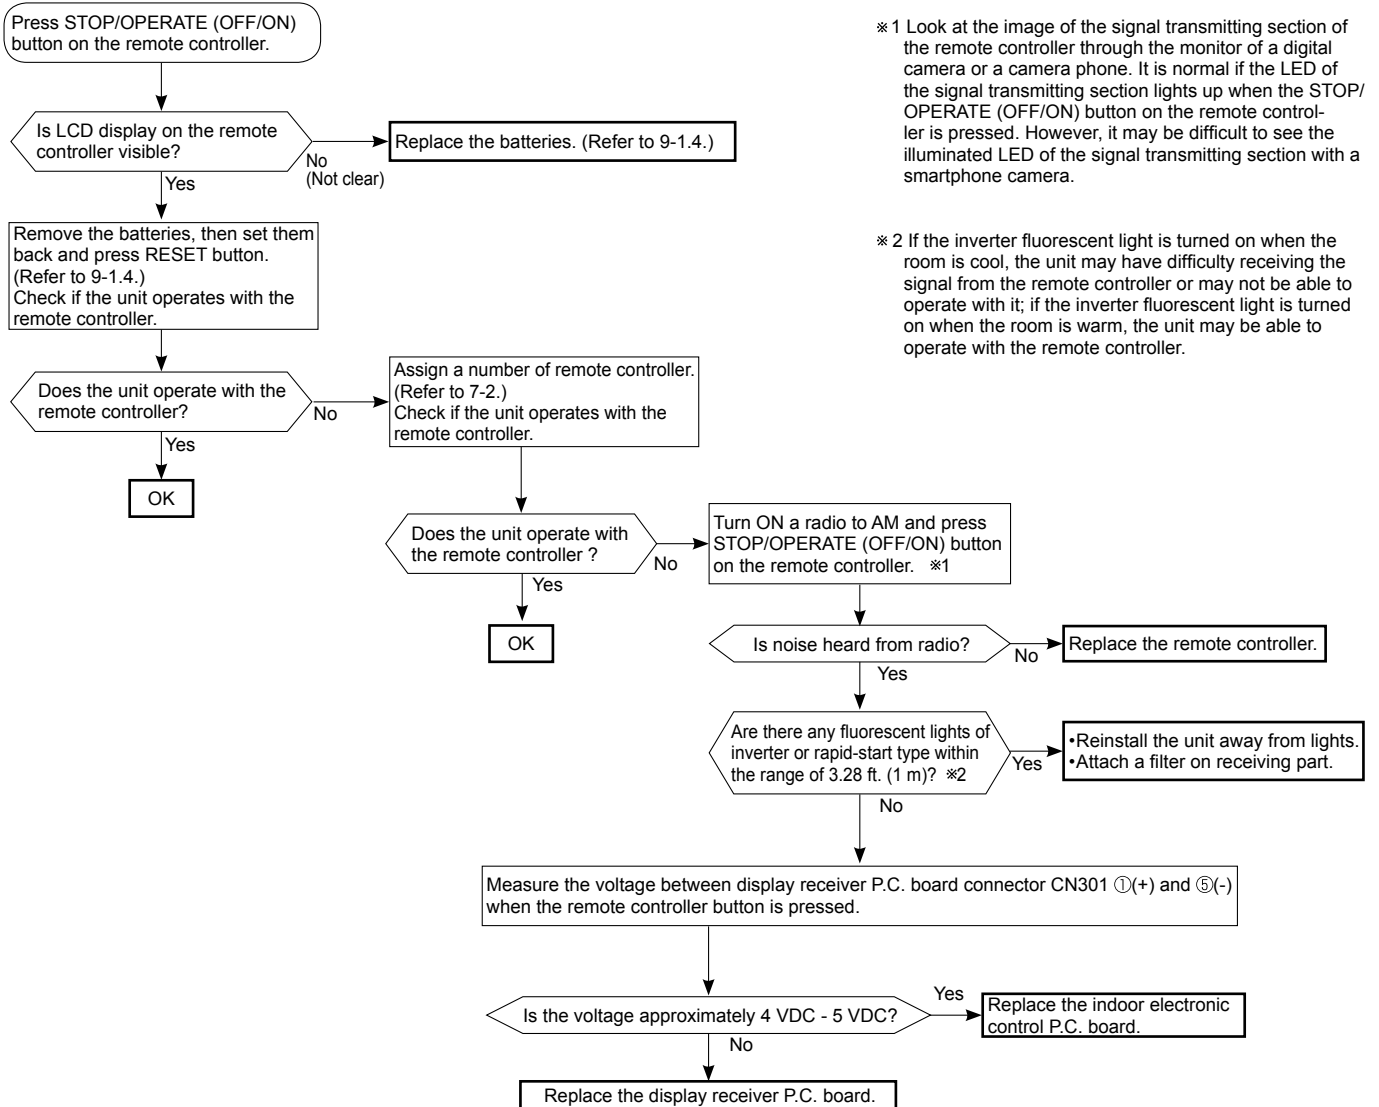 Press STOP/OPERATE (OFF/ON)
button on the remote controller.
Is LCD display on the remote
controller visible?
No
(Not clear)
Replace the batteries. (Refer to 9-1.4.)
Yes
Remove the batteries, then set them
back and press RESET button.
(Refer to 9-1.4.)
Check if the unit operates with the
remote controller.
Does the unit operate with the
remote controller?
No
Yes
OK
Assign a number of remote controller.
(Refer to 7-2.)
Check if the unit operates with the
remote controller.
Does the unit operate with
the remote controller ?
No
Yes
OK
Turn ON a radio to AM and press
STOP/OPERATE (OFF/ON) button
on the remote controller. ※1
Is noise heard from radio?
No
Replace the remote controller.
Yes
Are there any fluorescent lights of
inverter or rapid-start type within
the range of 3.28 ft. (1 m)? ※2
Yes
•Reinstall the unit away from lights.
•Attach a filter on receiving part.
No
Measure the voltage between display receiver P.C. board connector CN301 ①(+) and ⑤(-)
when the remote controller button is pressed.
Is the voltage approximately 4 VDC - 5 VDC?
Yes
Replace the indoor electronic
control P.C. board.
No
Replace the display receiver P.C. board.
※1 Look at the image of the signal transmitting section of
the remote controller through the monitor of a digital
camera or a camera phone. It is normal if the LED of
the signal transmitting section lights up when the STOP/
OPERATE (OFF/ON) button on the remote control-
ler is pressed. However, it may be difficult to see the
illuminated LED of the signal transmitting section with a
smartphone camera.
※2 If the inverter fluorescent light is turned on when the
room is cool, the unit may have difficulty receiving the
signal from the remote controller or may not be able to
operate with it; if the inverter fluorescent light is turned
on when the room is warm, the unit may be able to
operate with the remote controller.